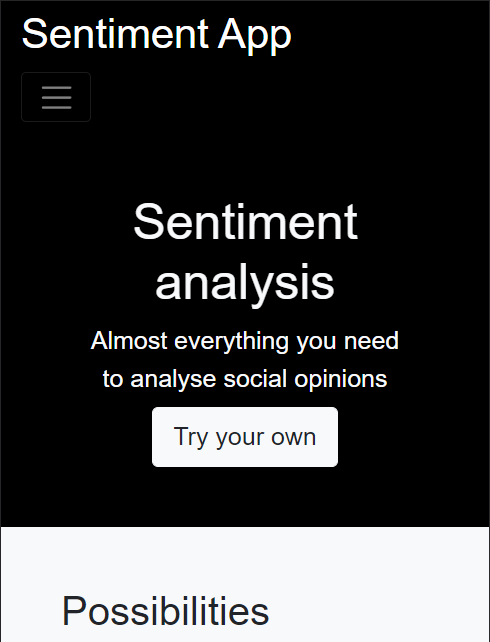 Sentiment App
Sentiment
analysis
Almost everything you need
to analyse social opinions
Try your own
Possibilities